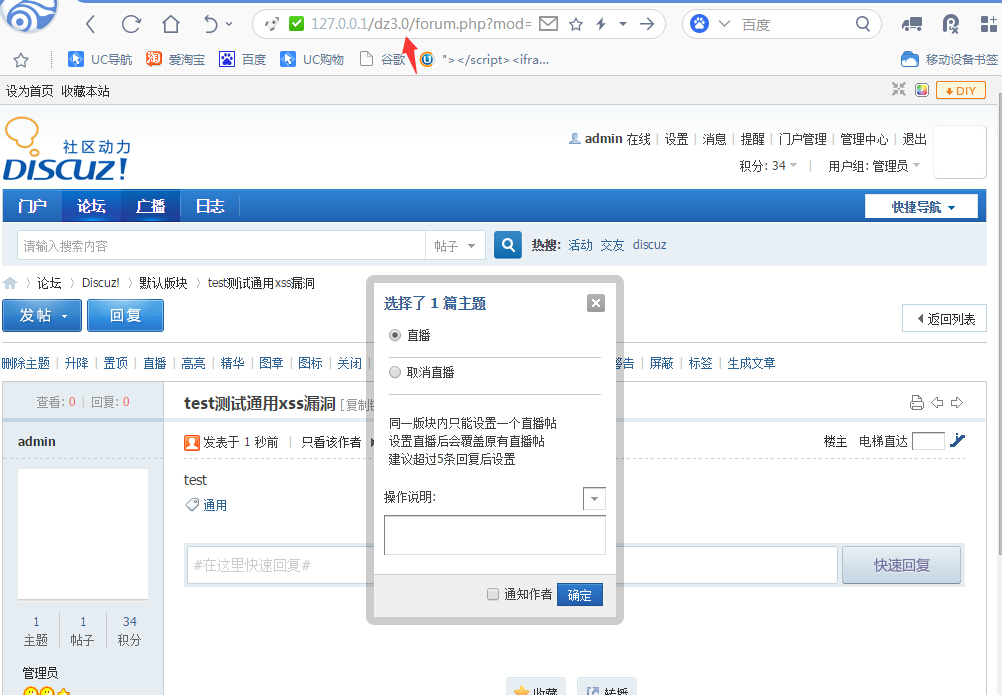 127.0.0.1/dz3.0/forum.php?mod=
百度
UC导航 爱淘宝 百度 UC购物 谷歌 "></script><ifra... 移动设备书签
设为首页 收藏本站
DIY
社区动力
DISCUZ!
admin 在线 | 设置 | 消息 | 提醒 | 门户管理 | 管理中心 | 退出
积分: 34 | 用户组: 管理员
门户 论坛 广播 日志 快捷导航
请输入搜索内容 帖子 热搜: 活动 交友 discuz
论坛 〉 Discuz! 〉 默认版块 〉 test测试通用xss漏洞
发帖 回复 返回列表
删除主题 | 升降 | 置顶 | 直播 | 高亮 | 精华 | 图章 | 图标 | 关闭 | 警告 | 屏蔽 | 标签 | 生成文章
查看: 0 | 回复: 0
test测试通用xss漏洞
admin
发表于 1 秒前 | 只看该作者
楼主 电梯直达
test
通用
#在这里快速回复#
快速回复
1 1 34
主题 帖子 积分
管理员
收藏 转播
选择了 1 篇主题
直播
取消直播
同一版块内只能设置一个直播帖
设置直播后会覆盖原有直播帖
建议超过5条回复后设置
操作说明:
通知作者 确定